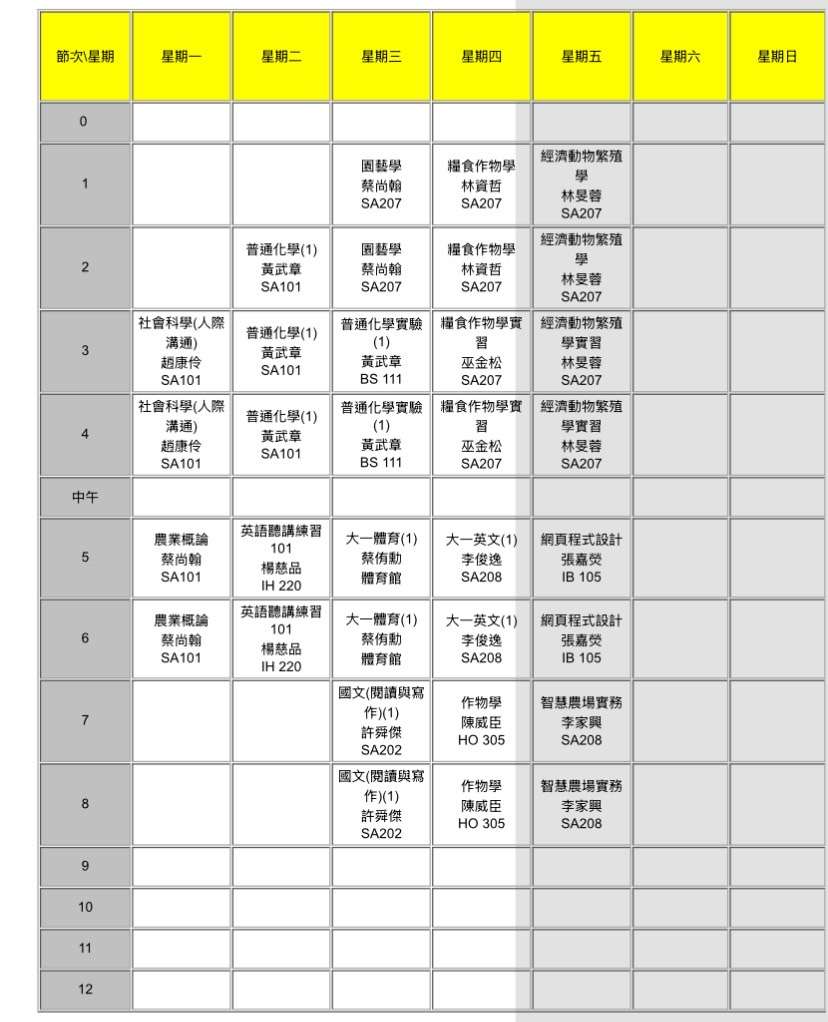 節次\星期 星期一 星期二 星期三 星期四 星期五 星期六 星期日
0
1
園藝學
蔡尚翰
SA207
糧食作物學
林資哲
SA207
經濟動物繁殖
學
林旻蓉
SA207
2
普通化學(1)
黃武章
SA101
園藝學
蔡尚翰
SA207
糧食作物學
林資哲
SA207
經濟動物繁殖
學
林旻蓉
SA207
3
社會科學(人際
溝通)
趙康伶
SA101
普通化學(1)
黃武章
SA101
普通化學實驗
(1)
黃武章
BS 111
糧食作物學實
習
巫金松
SA207
經濟動物繁殖
學實習
林旻蓉
SA207
4
社會科學(人際
溝通)
趙康伶
SA101
普通化學(1)
黃武章
SA101
普通化學實驗
(1)
黃武章
BS 111
糧食作物學實
習
巫金松
SA207
經濟動物繁殖
學實習
林旻蓉
SA207
中午
5
農業概論
蔡尚翰
SA101
英語聽講練習
101
楊慈品
IH 220
大一體育(1)
蔡侑勳
體育館
大一英文(1)
李俊逸
SA208
網頁程式設計
張嘉熒
IB 105
6
農業概論
蔡尚翰
SA101
英語聽講練習
101
楊慈品
IH 220
大一體育(1)
蔡侑勳
體育館
大一英文(1)
李俊逸
SA208
網頁程式設計
張嘉熒
IB 105
7
國文(閱讀與寫
作)(1)
許舜傑
SA202
作物學
陳威臣
HO 305
智慧農場實務
李家興
SA208
8
國文(閱讀與寫
作)(1)
許舜傑
SA202
作物學
陳威臣
HO 305
智慧農場實務
李家興
SA208
9
10
11
12